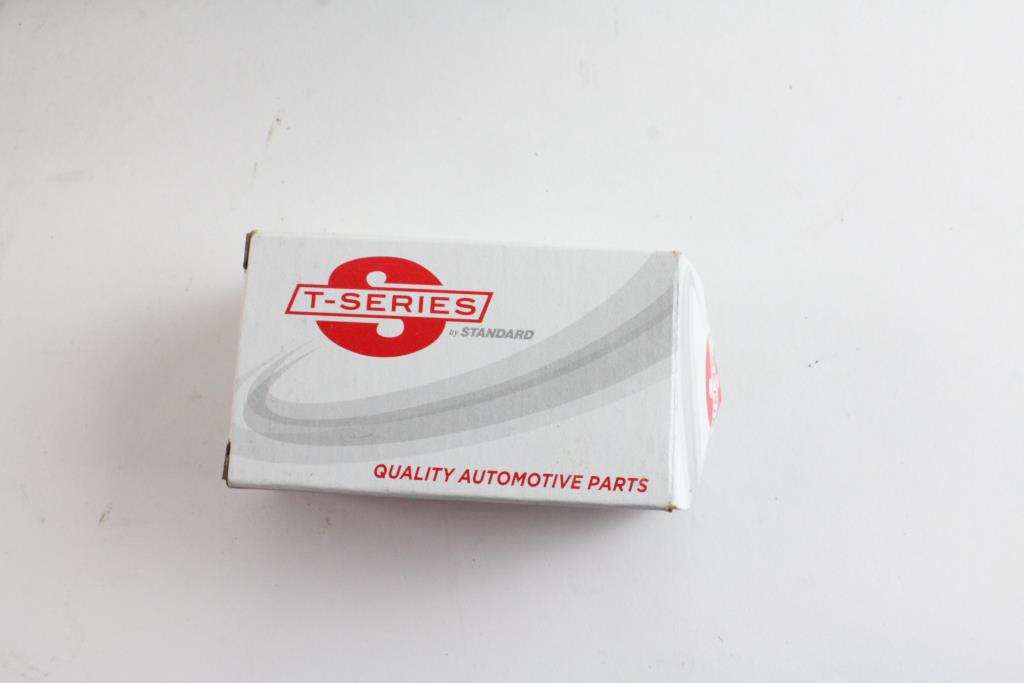 T-SERIES
by STANDARD
QUALITY AUTOMOTIVE PARTS